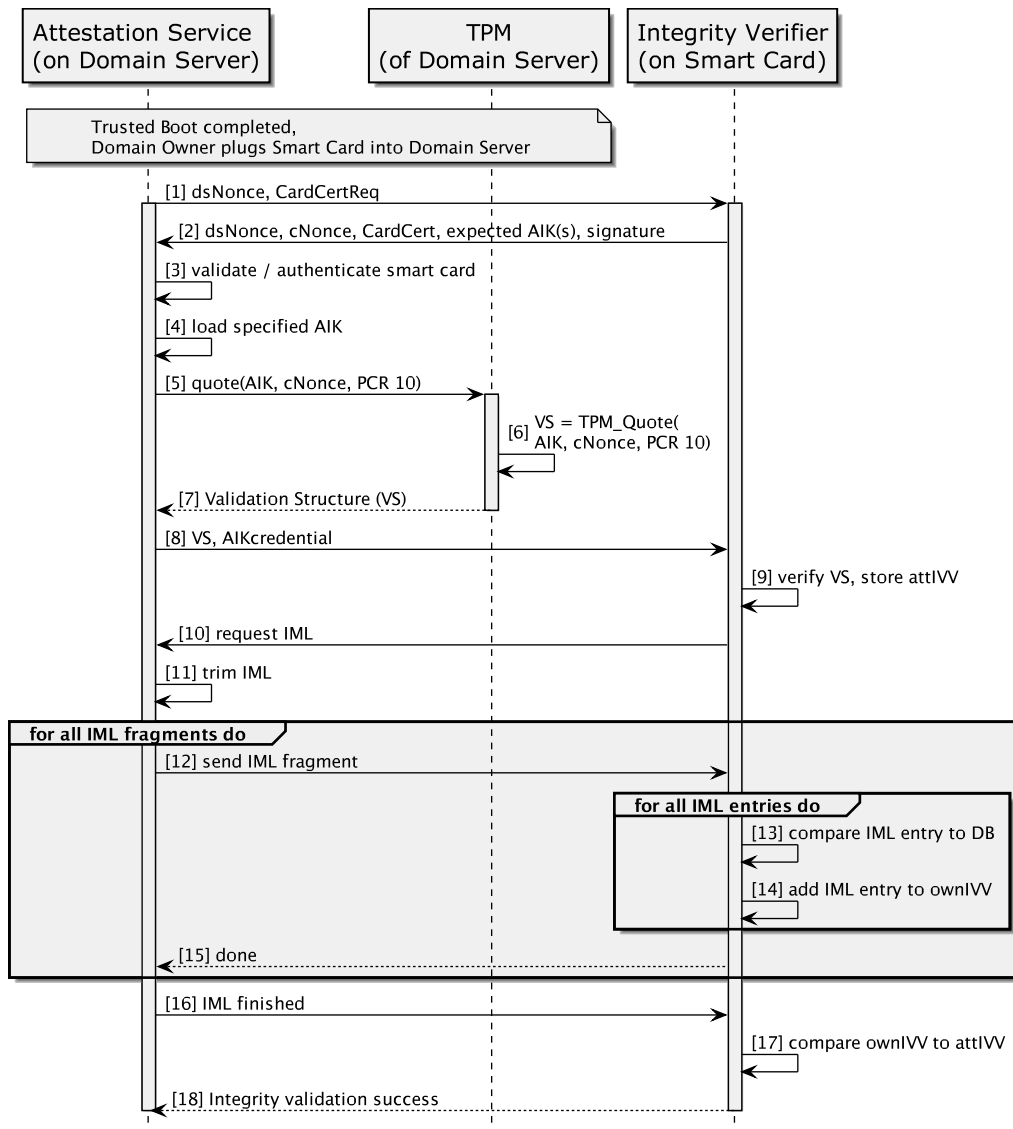 Attestation Service
(on Domain Server)
TPM
(of Domain Server)
Integrity Verifier
(on Smart Card)
Trusted Boot completed,
Domain Owner plugs Smart Card into Domain Server
[1] dsNonce, CardCertReq
[2] dsNonce, cNonce, CardCert, expected AIK(s), signature
[3] validate / authenticate smart card
[4] load specified AIK
[5] quote(AIK, cNonce, PCR 10)
[6] VS = TPM_Quote(
AIK, cNonce, PCR 10)
[7] Validation Structure (VS)
[8] VS, AIKcredential
[9] verify VS, store attIVV
[10] request IML
[11] trim IML
for all IML fragments do
[12] send IML fragment
for all IML entries do
[13] compare IML entry to DB
[14] add IML entry to ownIVV
[15] done
[16] IML finished
[17] compare ownIVV to attIVV
[18] Integrity validation success